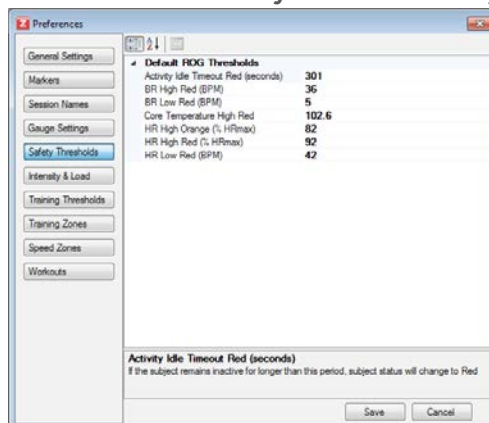 Preferences
General Settings
Markers
Session Names
Gauge Settings
Safety Thresholds
Intensity & Load
Training Thresholds
Training Zones
Speed Zones
Workouts
Default ROG Thresholds
Activity Idle Timeout Red (seconds) 301
BR High Red (BPM) 36
BR Low Red (BPM) 5
Core Temperature High Red 102.6
HR High Orange (% HRmax) 82
HR High Red (% HRmax) 92
HR Low Red (BPM) 42
Activity Idle Timeout Red (seconds)
If the subject remains inactive for longer than this period, subject status will change to Red
Save Cancel